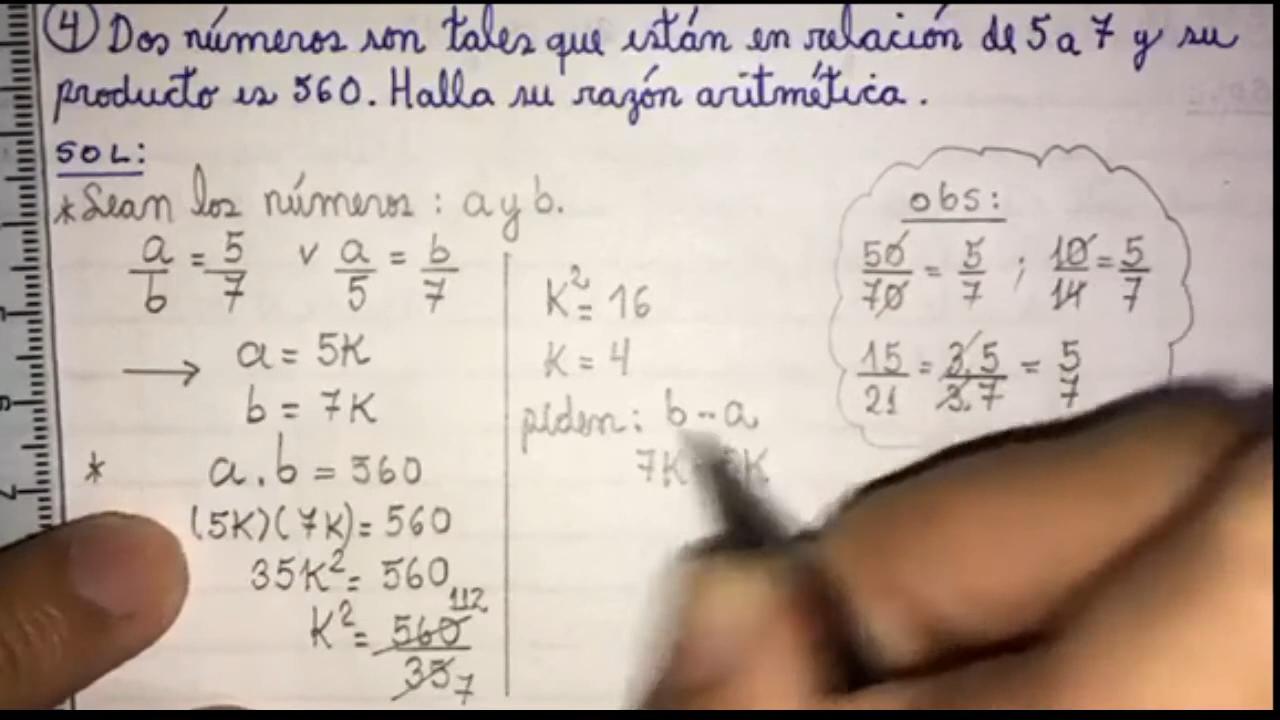 ④ Dos números son tales que están en relación de 5 a 7 y su
producto es 560. Halla su razón aritmética.
SOL:
*Sean los números: a y b.
a/b = 5/7 v a/5 = b/7
→ a = 5K
b = 7K
* a.b = 560
(5K)(7K) = 560
35K² = 560
K² = 560/35 112 7
K² = 16
K = 4
piden: b - a
7K
obs:
50/70 = 5/7 ; 10/14 = 5/7
15/21 = 3.5/3.7 = 5/7